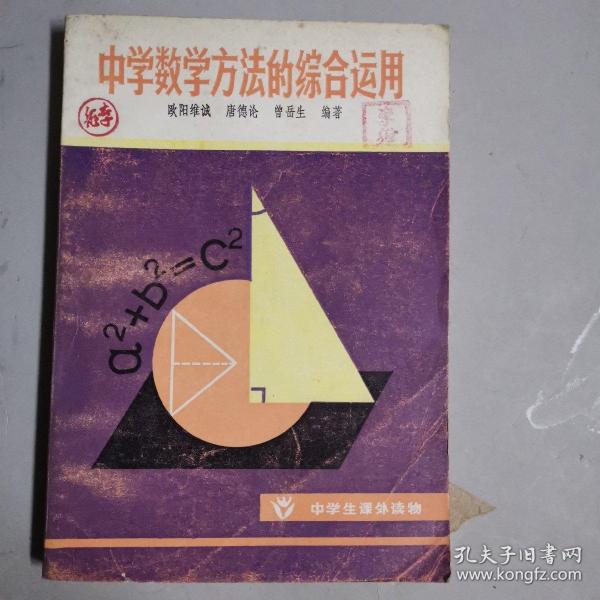 中学数学方法的综合运用
欧阳维诚 唐德论 曾岳生 编著
a²+b²=c²
中学生课外读物
孔夫子旧书网
www.kongfz.com